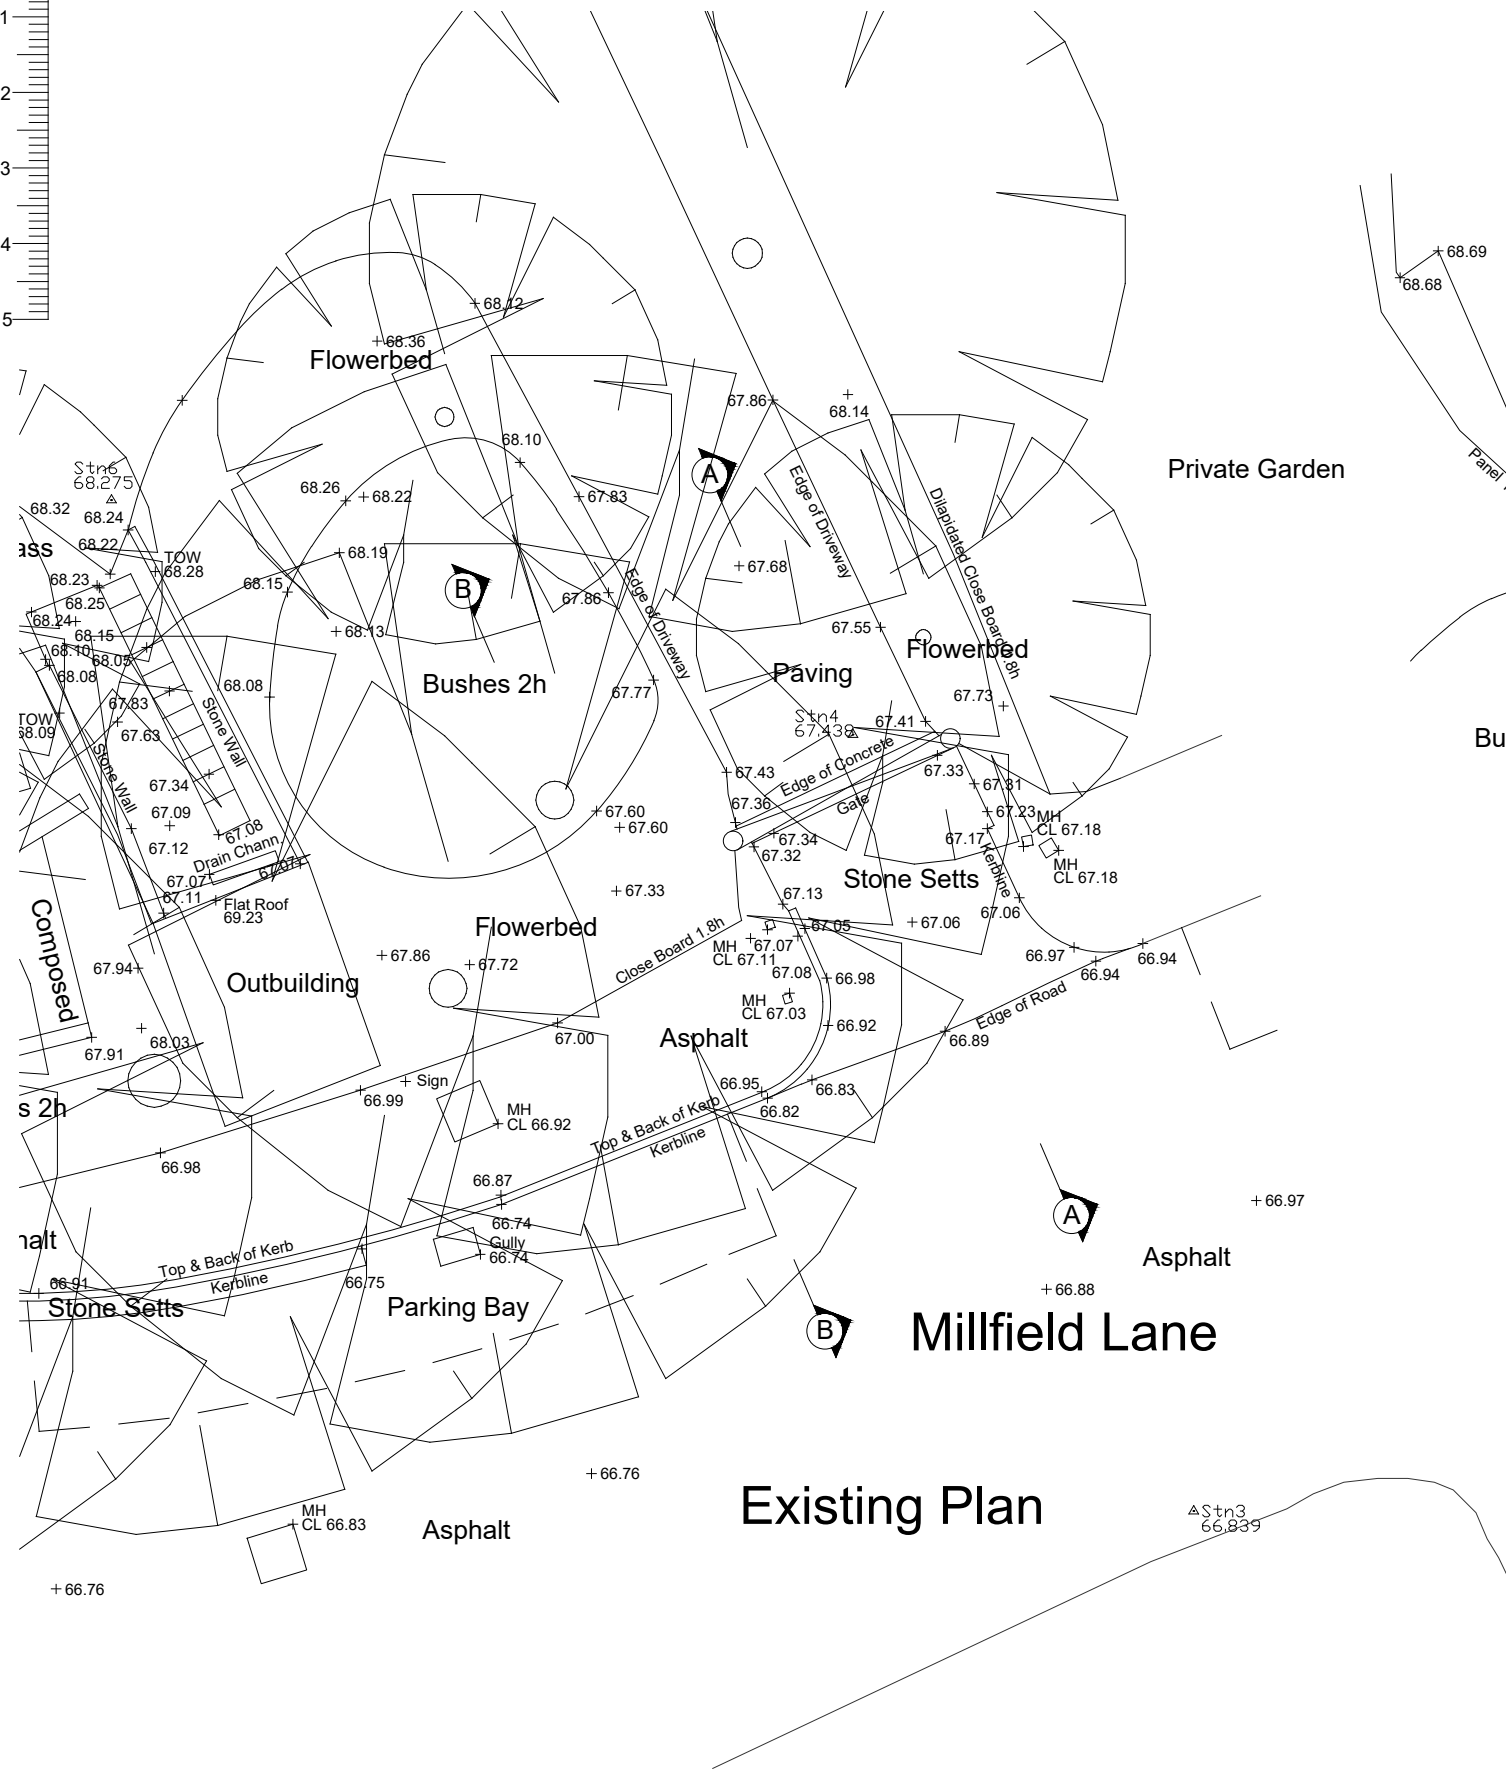 1
2
3
4
5
68.69
68.68
68.12
68.36
Flowerbed
67.86
68.14
68.10
Private Garden
Panel
Stn6
68.275
A
Edge of Driveway
Dilapidated Close Board 1.8h
68.26
68.22
67.83
68.32
68.24
68.22
TOW
68.28
68.19
67.68
68.23
68.25
68.24
68.15
B
67.86
Edge of Driveway
68.15
68.13
67.55
Flowerbed
68.10
68.05
68.08
Paving
68.08
Bushes 2h
67.77
67.73
67.83
Stone Wall
TOW
68.09
67.63
Stn4
67.438
67.41
Bu
Stone Wall
Edge of Concrete
67.43
67.33
67.34
67.31
67.36
Gate
67.09
67.60
67.60
67.23
MH
CL 67.18
67.08
67.34
67.17
67.12
Drain Chann.
67.32
Kerbline
MH
CL 67.18
67.07
67.07
Stone Setts
67.33
67.11
Flat Roof
69.23
67.13
67.06
67.06
Composed
Flowerbed
Close Board 1.8h
67.05
MH
CL 67.11
67.07
67.86
67.72
66.97
66.94
66.94
67.94
67.08
66.98
Outbuilding
MH
CL 67.03
Edge of Road
68.03
67.91
67.00
Asphalt
66.92
66.89
Sign
66.99
66.95
66.83
66.82
s 2h
MH
CL 66.92
Top & Back of Kerb
Kerbline
66.98
66.87
66.97
A
66.74
Gully
66.74
Asphalt
Top & Back of Kerb
Kerbline
66.91
66.75
66.88
Stone Setts
Parking Bay
B
Millfield Lane
66.76
Existing Plan
MH
CL 66.83
Asphalt
Stn3
66.839
66.76